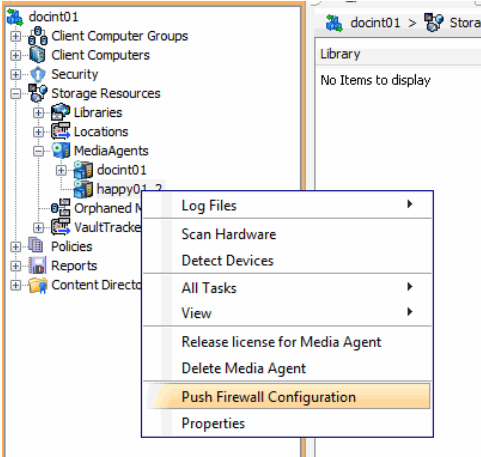 docint01
Client Computer Groups
Client Computers
Security
Storage Resources
Libraries
Locations
MediaAgents
docint01
happy01_2
Orphaned M
VaultTracke
Policies
Reports
Content Directo
docint01 > Stora
Library
No Items to display
Log Files
Scan Hardware
Detect Devices
All Tasks
View
Release license for Media Agent
Delete Media Agent
Push Firewall Configuration
Properties